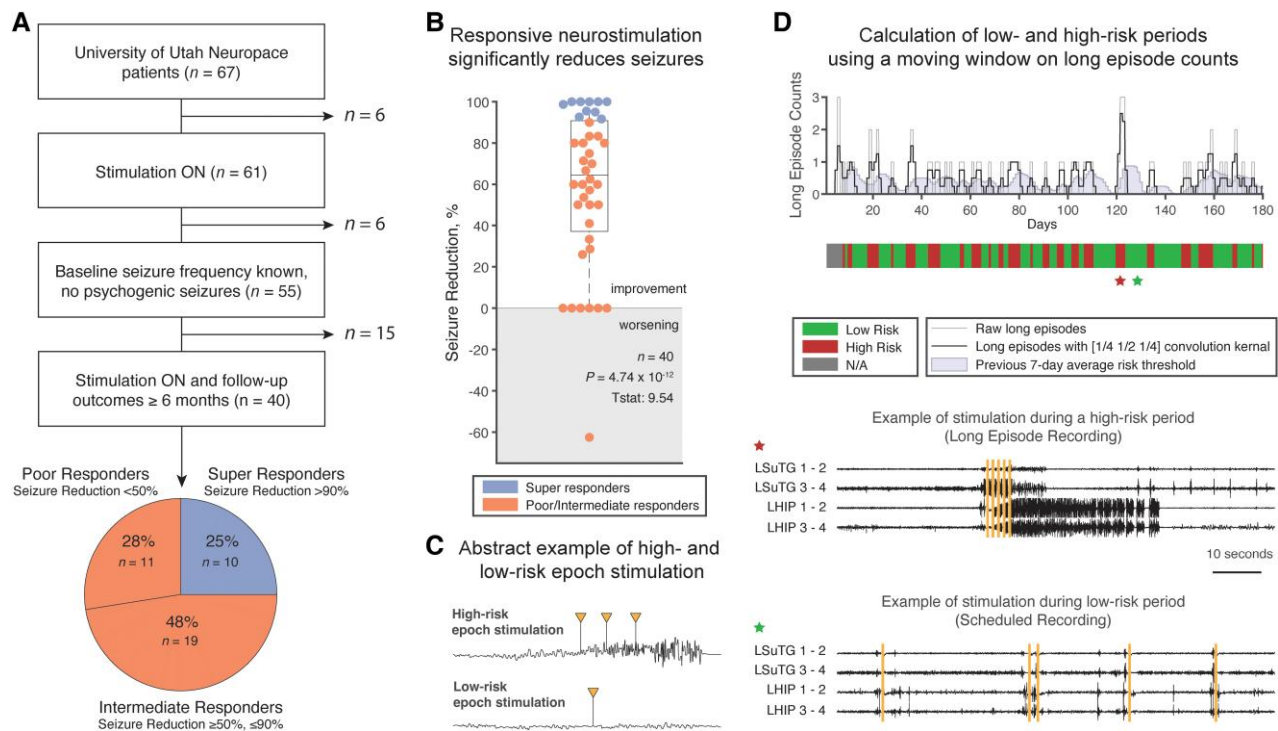 A
University of Utah Neuropace
patients (n = 67)
n = 6
Stimulation ON (n = 61)
n = 6
Baseline seizure frequency known,
no psychogenic seizures (n = 55)
n = 15
Stimulation ON and follow-up
outcomes ≥ 6 months (n = 40)
Poor Responders
Seizure Reduction <50%
Super Responders
Seizure Reduction >90%
28%
n = 11
25%
n = 10
48%
n = 19
Intermediate Responders
Seizure Reduction ≥50%, ≤90%
B
Responsive neurostimulation
significantly reduces seizures
Seizure Reduction, %
100
80
60
40
20
0
-20
-40
-60
improvement
worsening
n = 40
P = 4.74 x 10⁻¹²
Tstat: 9.54
Super responders
Poor/Intermediate responders
C
Abstract example of high- and
low-risk epoch stimulation
High-risk
epoch stimulation
Low-risk
epoch stimulation
D
Calculation of low- and high-risk periods
using a moving window on long episode counts
Long Episode Counts
3
2
1
0
20 40 60 80 100 120 140 160 180
Days
Low Risk
High Risk
N/A
Raw long episodes
Long episodes with [1/4 1/2 1/4] convolution kernal
Previous 7-day average risk threshold
Example of stimulation during a high-risk period
(Long Episode Recording)
LSuTG 1 - 2
LSuTG 3 - 4
LHIP 1 - 2
LHIP 3 - 4
10 seconds
Example of stimulation during low-risk period
(Scheduled Recording)
LSuTG 1 - 2
LSuTG 3 - 4
LHIP 1 - 2
LHIP 3 - 4